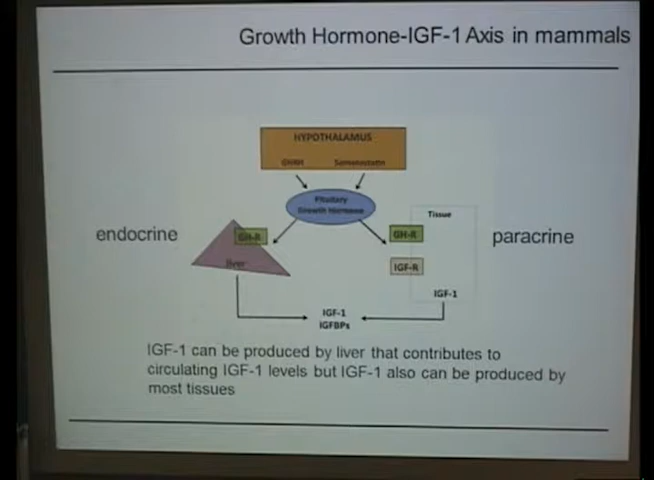 Growth Hormone-IGF-1 Axis in mammals
HYPOTHALAMUS
GHRH Somatostatin
Pituitary
Growth Hormone
Tissue
endocrine
GH-R
GH-R
paracrine
liver
IGF-R
IGF-1
IGF-1
IGFBPs
IGF-1 can be produced by liver that contributes to
circulating IGF-1 levels but IGF-1 also can be produced by
most tissues